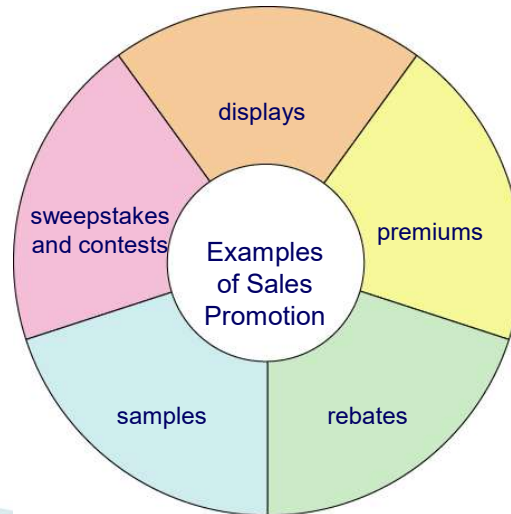 displays
sweepstakes
and contests
premiums
Examples
of Sales
Promotion
samples
rebates